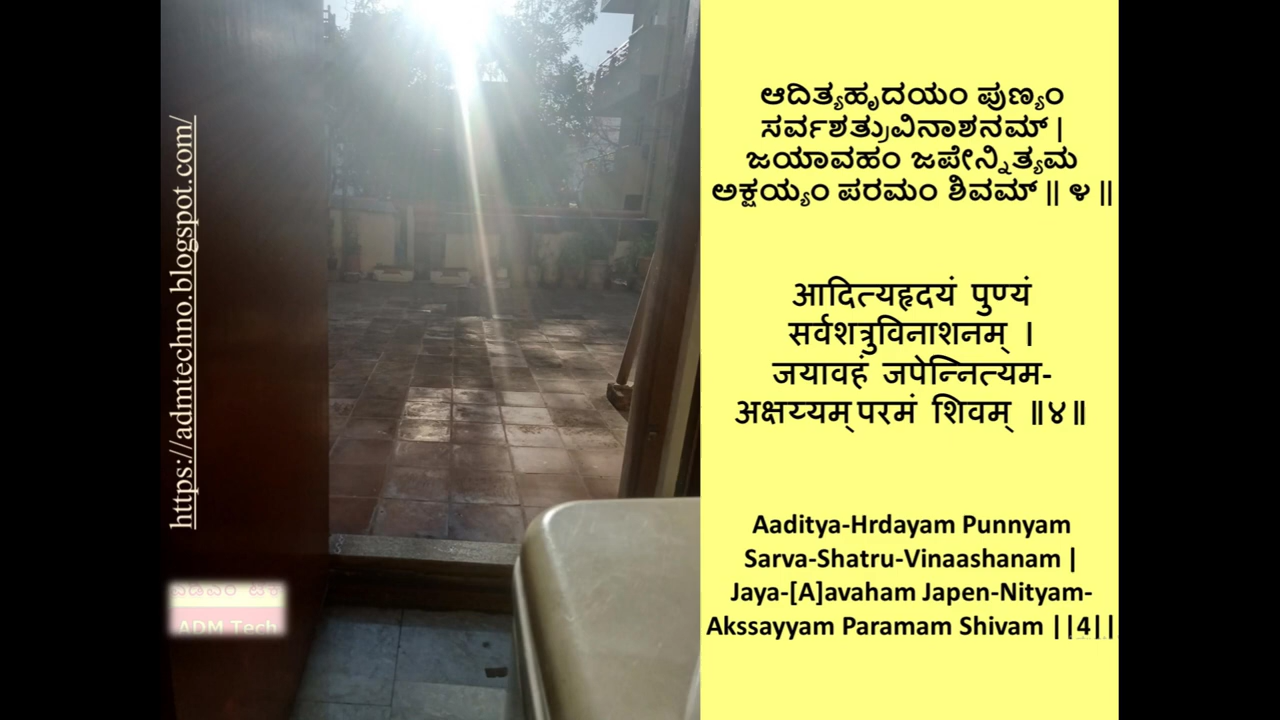 https://admtechno.blogspot.com/
ADM Tech
ಆದಿತ್ಯಹೃದಯಂ ಪುಣ್ಯಂ
ಸರ್ವಶತ್ರುವಿನಾಶನಮ್ |
ಜಯಾವಹಂ ಜಪೇನ್ನಿತ್ಯಮ
ಅಕ್ಷಯ್ಯಂ ಪರಮಂ ಶಿವಮ್ || ೪ ||
आदित्यहृदयं पुण्यं
सर्वशत्रुविनाशनम् ।
जयावहं जपेन्नित्यम-
अक्षय्यम् परमं शिवम् ॥४॥
Aaditya-Hrdayam Punnyam
Sarva-Shatru-Vinaashanam |
Jaya-[A]avaham Japen-Nityam-
Akssayyam Paramam Shivam ||4||